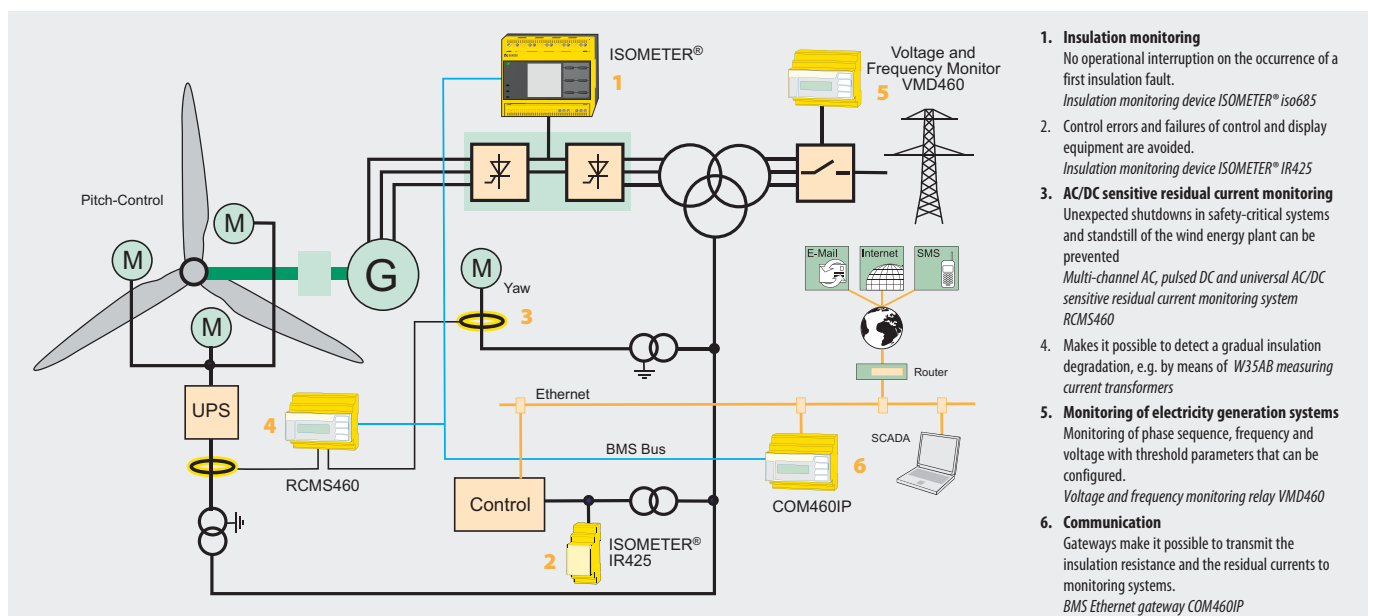 ISOMETER®
1
Voltage and
Frequency Monitor
VMD460
5
Pitch-Control
M
M
M
G
M
Yaw
3
E-Mail
Internet
SMS
Router
UPS
4
RCMS460
Ethernet
BMS Bus
SCADA
6
COM460IP
Control
2
ISOMETER®
IR425
1. Insulation monitoring
No operational interruption on the occurrence of a
first insulation fault.
Insulation monitoring device ISOMETER® iso685
2. Control errors and failures of control and display
equipment are avoided.
Insulation monitoring device ISOMETER® IR425
3. AC/DC sensitive residual current monitoring
Unexpected shutdowns in safety-critical systems
and standstill of the wind energy plant can be
prevented
Multi-channel AC, pulsed DC and universal AC/DC
sensitive residual current monitoring system
RCMS460
4. Makes it possible to detect a gradual insulation
degradation, e.g. by means of W35AB measuring
current transformers
5. Monitoring of electricity generation systems
Monitoring of phase sequence, frequency and
voltage with threshold parameters that can be
configured.
Voltage and frequency monitoring relay VMD460
6. Communication
Gateways make it possible to transmit the
insulation resistance and the residual currents to
monitoring systems.
BMS Ethernet gateway COM460IP